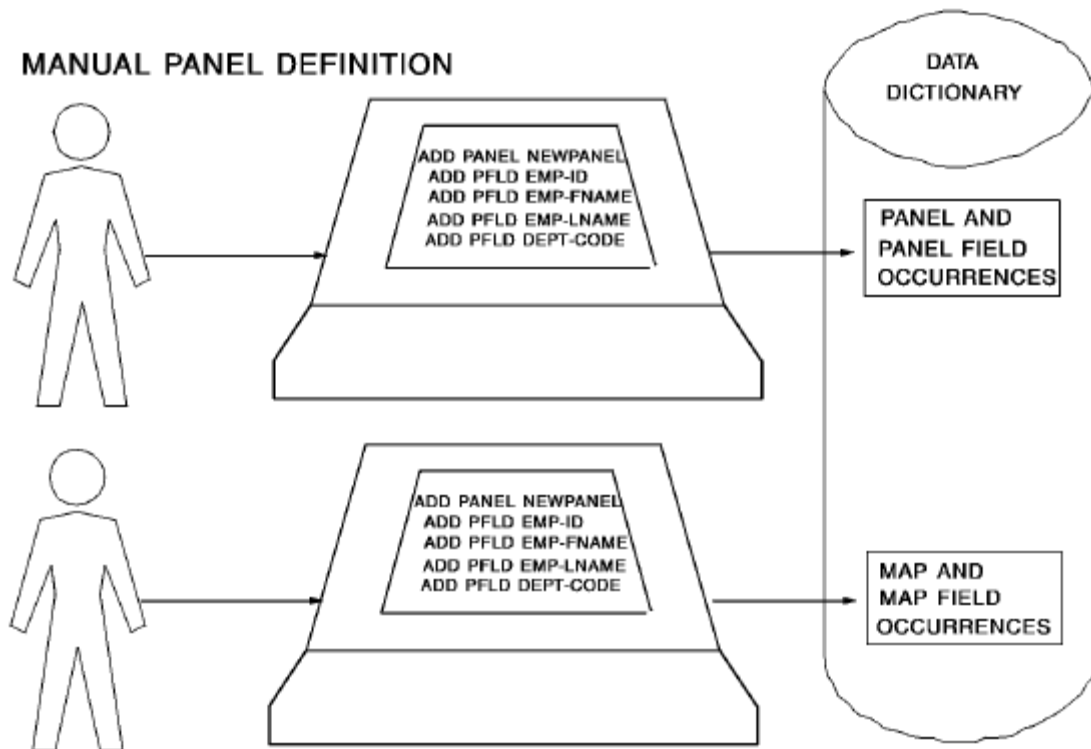 MANUAL PANEL DEFINITION
DATA
DICTIONARY
ADD PANEL NEWPANEL
ADD PFLD EMP-ID
ADD PFLD EMP-FNAME
ADD PFLD EMP-LNAME
ADD PFLD DEPT-CODE
PANEL AND
PANEL FIELD
OCCURRENCES
ADD PANEL NEWPANEL
ADD PFLD EMP-ID
ADD PFLD EMP-FNAME
ADD PFLD EMP-LNAME
ADD PFLD DEPT-CODE
MAP AND
MAP FIELD
OCCURRENCES